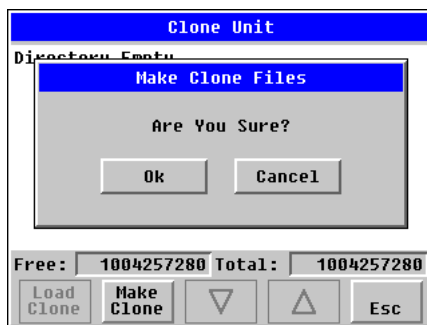 Clone Unit
Directory Empty
Make Clone Files
Are You Sure?
Ok Cancel
Free: 1004257280 Total: 1004257280
Load Clone Make Clone Esc